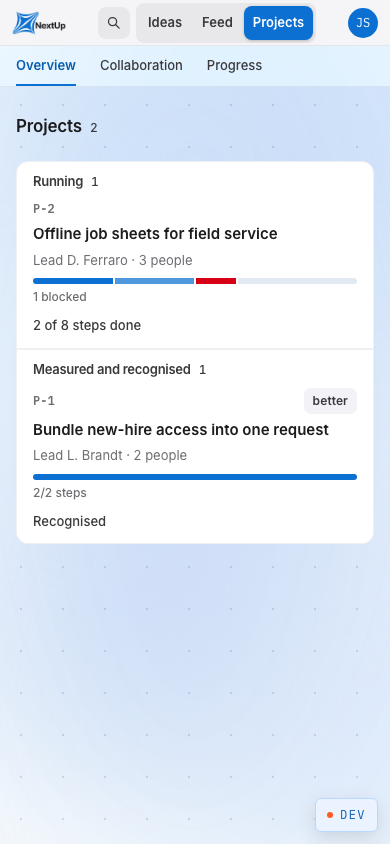 NextUp
Ideas
Feed
Projects
JS
Overview
Collaboration
Progress
Projects 2
Running 1
P-2
Offline job sheets for field service
Lead D. Ferraro · 3 people
1 blocked
2 of 8 steps done
Measured and recognised 1
P-1
better
Bundle new-hire access into one request
Lead L. Brandt · 2 people
2/2 steps
Recognised
DEV